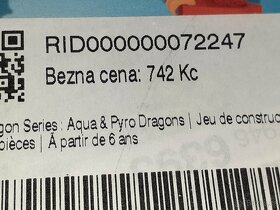 RID000000072247
Bezna cena: 742 Kc
gon Series: Aqua & Pyro Dragons | Jeu de construc
pièces | À partir de 6 ans